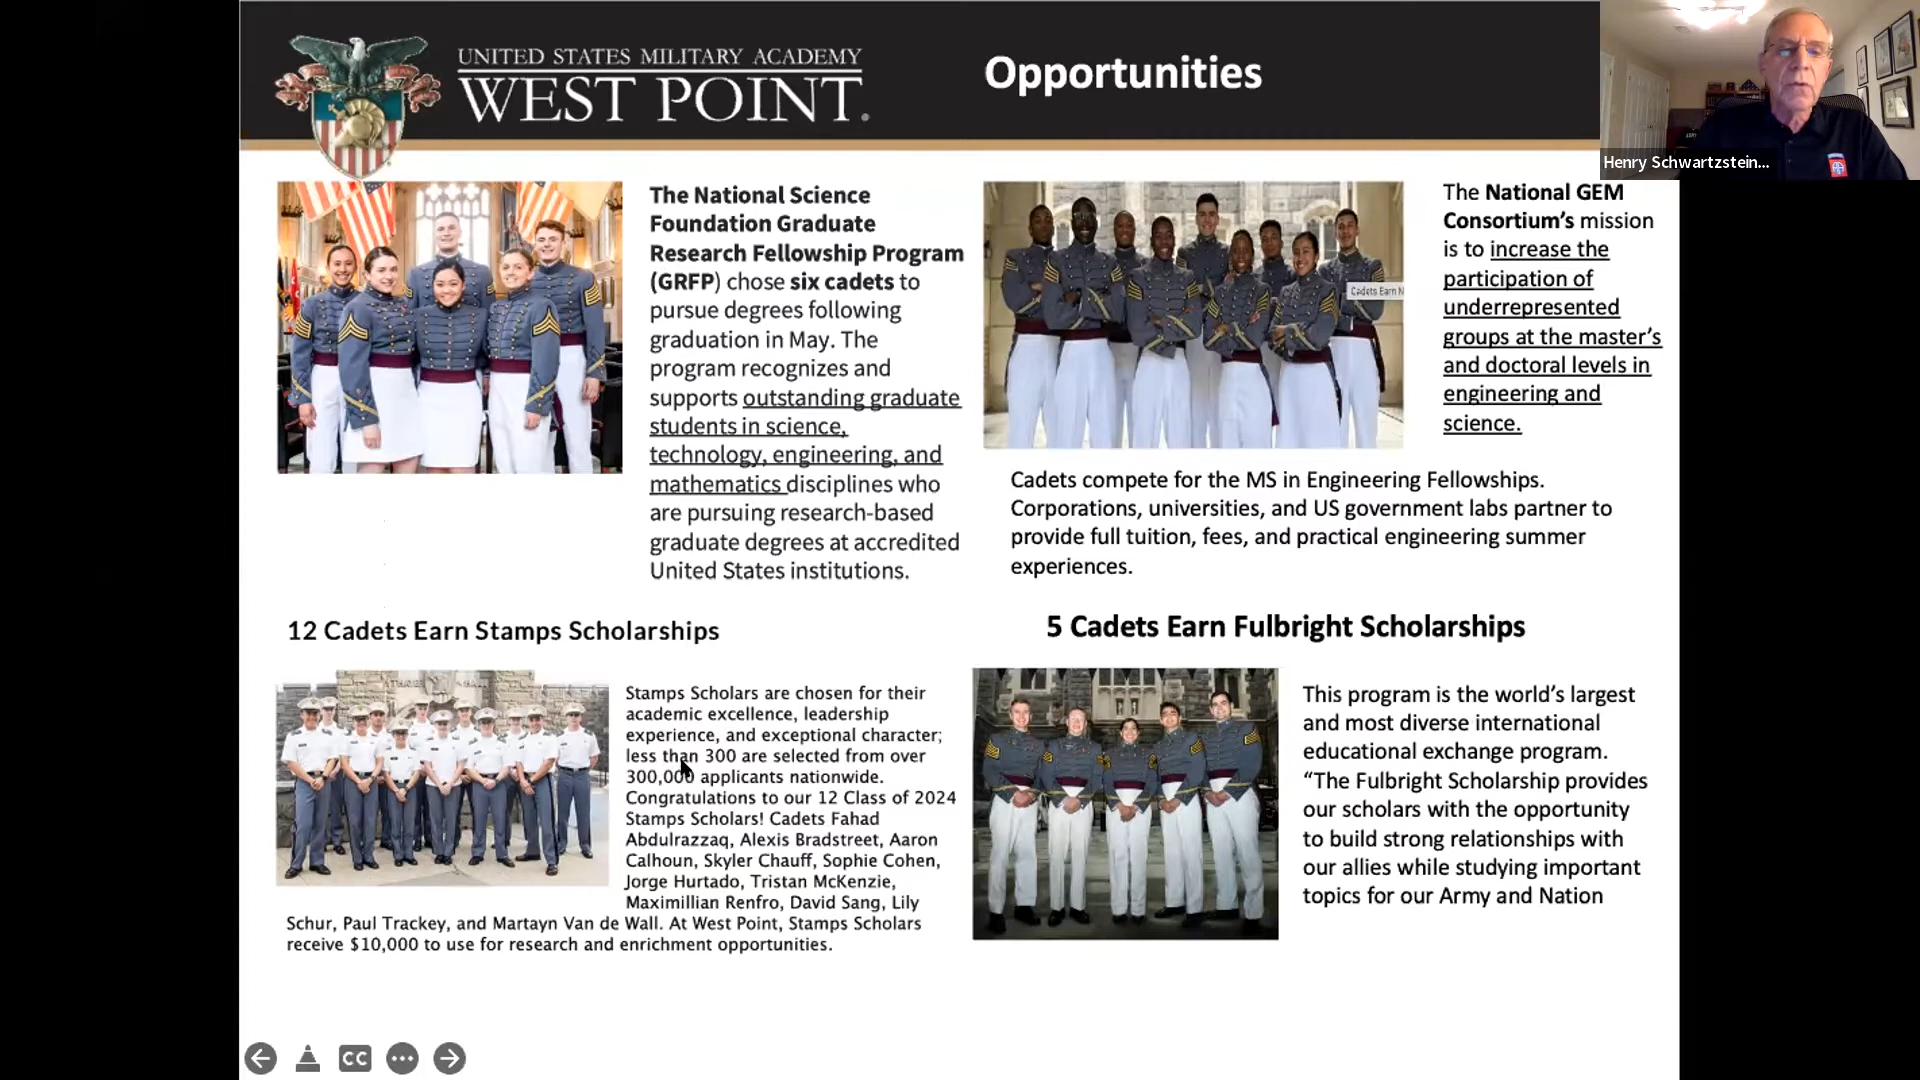 UNITED STATES MILITARY ACADEMY
WEST POINT.
Opportunities
Henry Schwartzstein...
The National Science
Foundation Graduate
Research Fellowship Program
(GRFP) chose six cadets to
pursue degrees following
graduation in May. The
program recognizes and
supports outstanding graduate
students in science,
technology, engineering, and
mathematics disciplines who
are pursuing research-based
graduate degrees at accredited
United States institutions.
Cadets Earn N
The National GEM
Consortium’s mission
is to increase the
participation of
underrepresented
groups at the master’s
and doctoral levels in
engineering and
science.
Cadets compete for the MS in Engineering Fellowships.
Corporations, universities, and US government labs partner to
provide full tuition, fees, and practical engineering summer
experiences.
12 Cadets Earn Stamps Scholarships
Stamps Scholars are chosen for their
academic excellence, leadership
experience, and exceptional character;
less than 300 are selected from over
300,000 applicants nationwide.
Congratulations to our 12 Class of 2024
Stamps Scholars! Cadets Fahad
Abdulrazzaq, Alexis Bradstreet, Aaron
Calhoun, Skyler Chauff, Sophie Cohen,
Jorge Hurtado, Tristan McKenzie,
Maximillian Renfro, David Sang, Lily
Schur, Paul Trackey, and Martayn Van de Wall. At West Point, Stamps Scholars
receive $10,000 to use for research and enrichment opportunities.
5 Cadets Earn Fulbright Scholarships
This program is the world’s largest
and most diverse international
educational exchange program.
“The Fulbright Scholarship provides
our scholars with the opportunity
to build strong relationships with
our allies while studying important
topics for our Army and Nation
CC